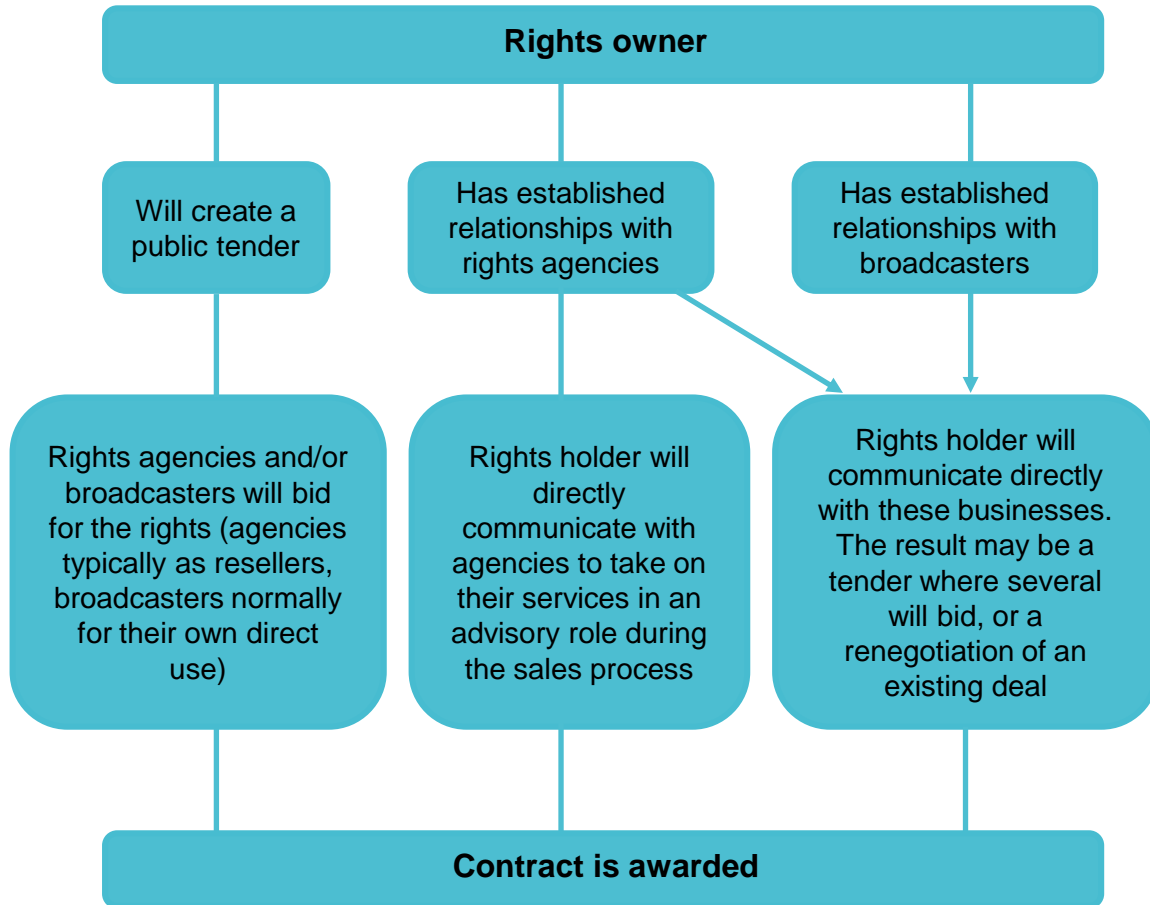 Rights owner
Will create a
public tender
Has established
relationships with
rights agencies
Has established
relationships with
broadcasters
Rights agencies and/or
broadcasters will bid
for the rights (agencies
typically as resellers,
broadcasters normally
for their own direct
use)
Rights holder will
directly
communicate with
agencies to take on
their services in an
advisory role during
the sales process
Rights holder will
communicate directly
with these businesses.
The result may be a
tender where several
will bid, or a
renegotiation of an
existing deal
Contract is awarded